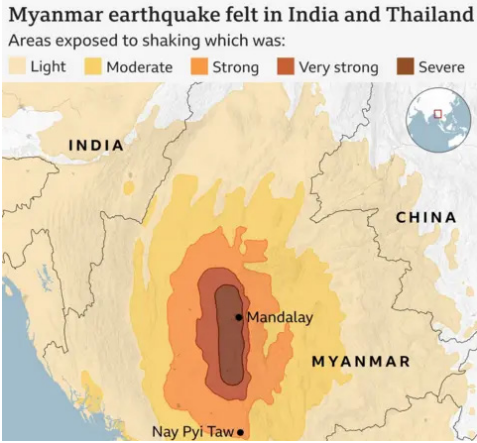 Myanmar earthquake felt in India and Thailand
Areas exposed to shaking which was:
Light Moderate Strong Very strong Severe
INDIA
CHINA
Mandalay
MYANMAR
Nay Pyi Taw